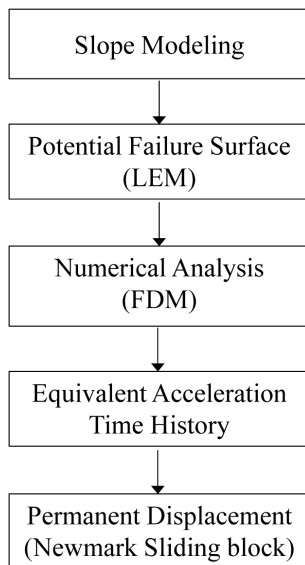 Slope Modeling
Potential Failure Surface
(LEM)
Numerical Analysis
(FDM)
Equivalent Acceleration
Time History
Permanent Displacement
(Newmark Sliding block)